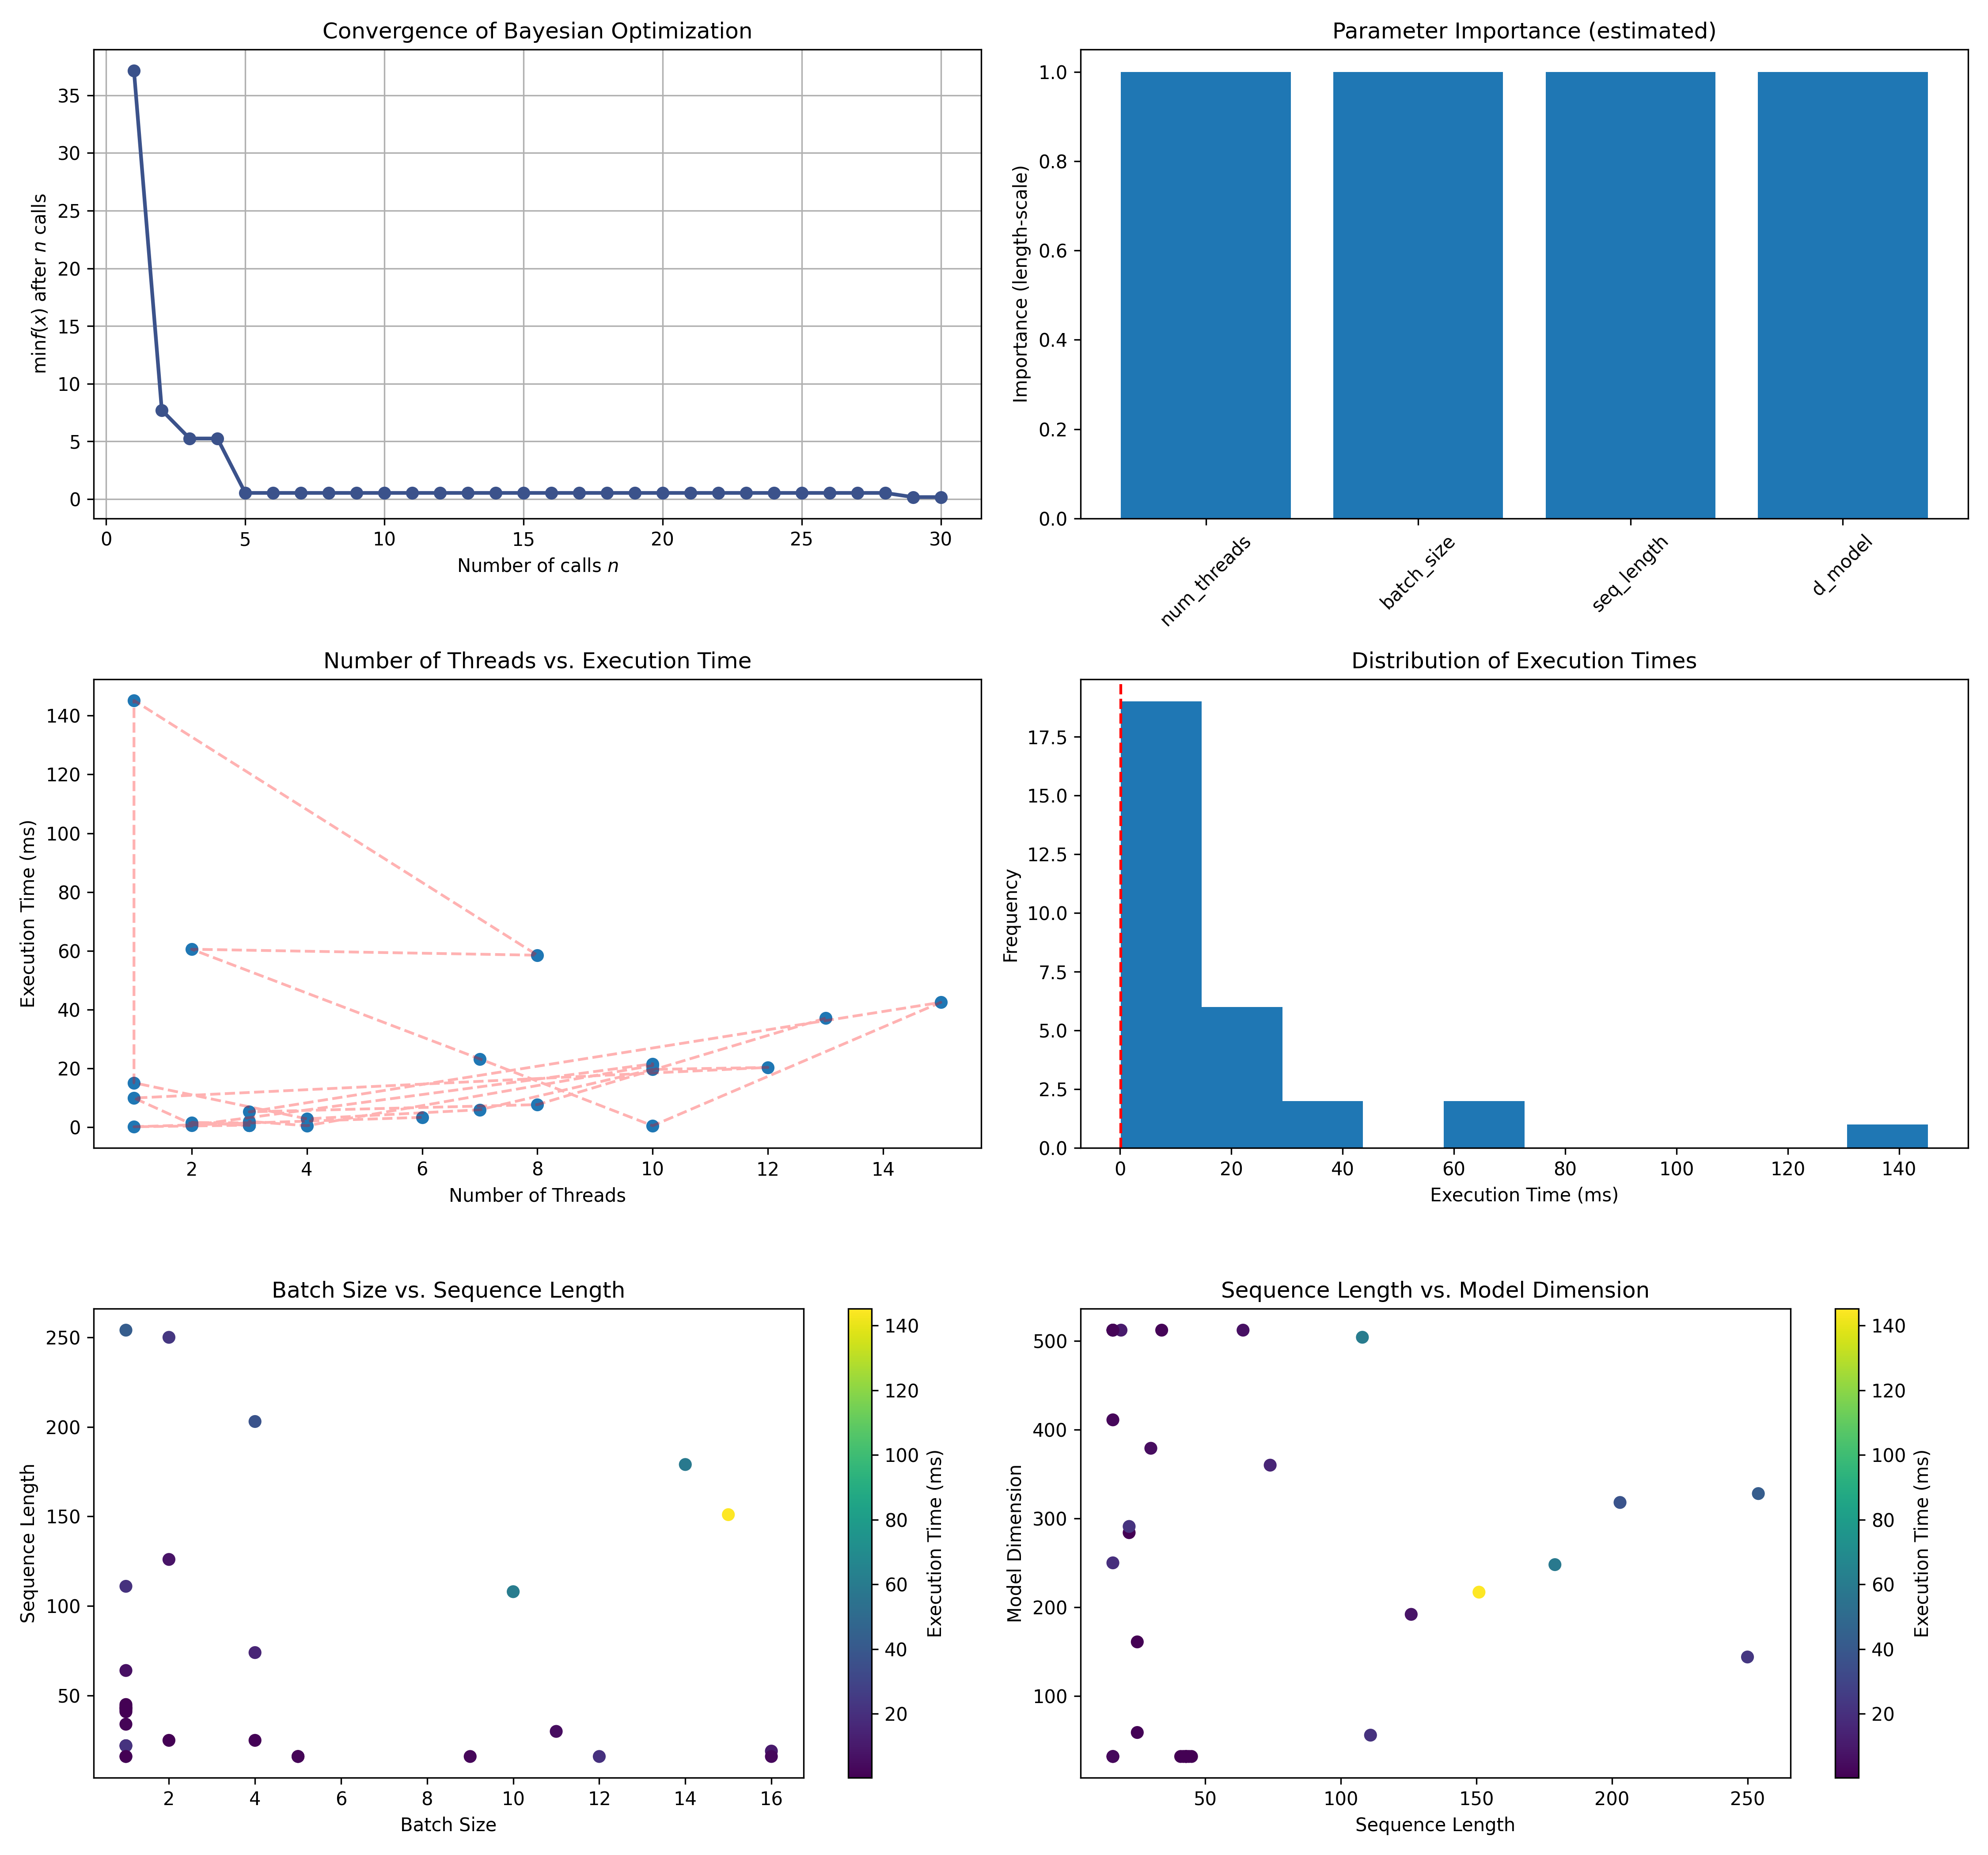 Convergence of Bayesian Optimization
min f(x) after n calls
35
30
25
20
15
10
5
0
0 5 10 15 20 25 30
Number of calls n
Parameter Importance (estimated)
Importance (length-scale)
1.0
0.8
0.6
0.4
0.2
0.0
num_threads batch_size seq_length d_model
Number of Threads vs. Execution Time
Execution Time (ms)
140
120
100
80
60
40
20
0
2 4 6 8 10 12 14
Number of Threads
Distribution of Execution Times
Frequency
17.5
15.0
12.5
10.0
7.5
5.0
2.5
0.0
0 20 40 60 80 100 120 140
Execution Time (ms)
Batch Size vs. Sequence Length
Sequence Length
250
200
150
100
50
2 4 6 8 10 12 14 16
Batch Size
140
120
100
80
60
40
20
Execution Time (ms)
Sequence Length vs. Model Dimension
Model Dimension
500
400
300
200
100
50 100 150 200 250
Sequence Length
140
120
100
80
60
40
20
Execution Time (ms)